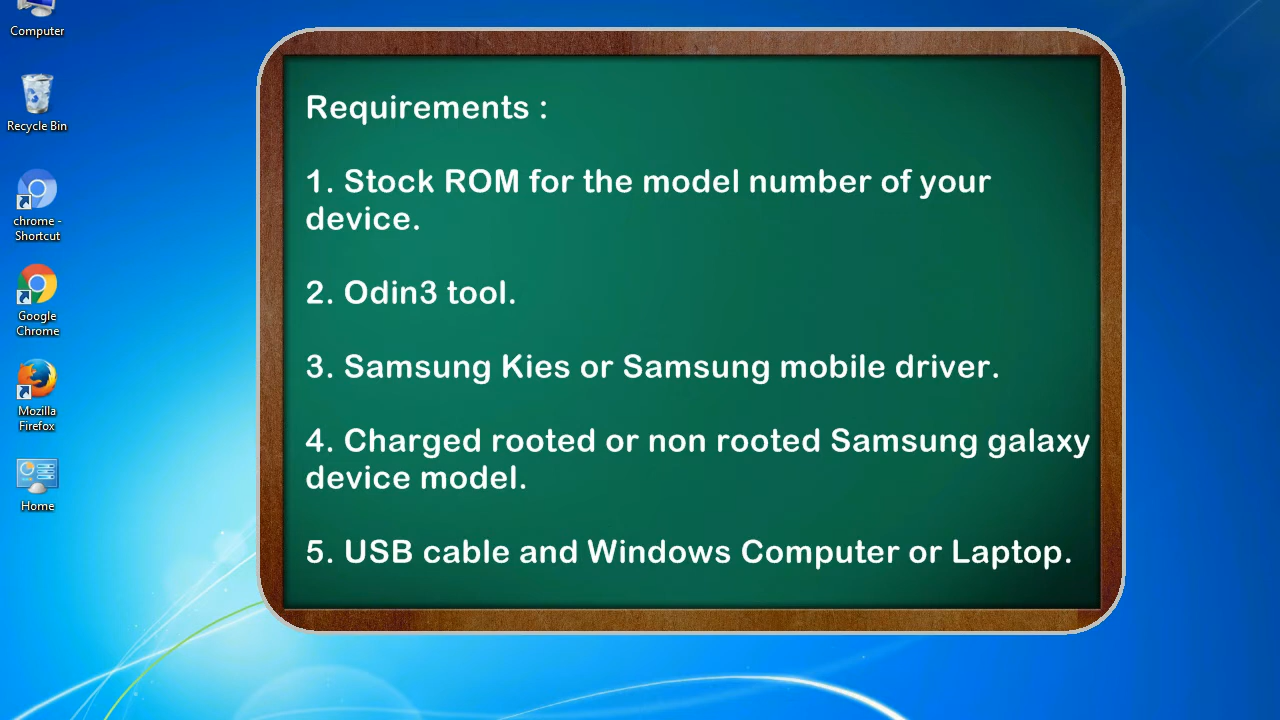 Computer
Recycle Bin
chrome -
Shortcut
Google
Chrome
Mozilla
Firefox
Home
Requirements :
1. Stock ROM for the model number of your
device.
2. Odin3 tool.
3. Samsung Kies or Samsung mobile driver.
4. Charged rooted or non rooted Samsung galaxy
device model.
5. USB cable and Windows Computer or Laptop.